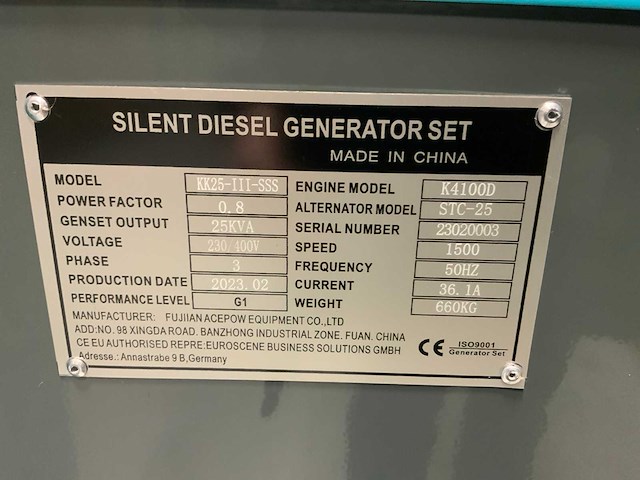 SILENT DIESEL GENERATOR SET
MADE IN CHINA
MODEL KK25-III-SSS
POWER FACTOR 0.8
GENSET OUTPUT 25KVA
VOLTAGE 230/400V
PHASE 3
PRODUCTION DATE 2023.02
PERFORMANCE LEVEL G1
ENGINE MODEL K4100D
ALTERNATOR MODEL STC-25
SERIAL NUMBER 23020003
SPEED 1500
FREQUENCY 50HZ
CURRENT 36.1A
WEIGHT 660KG
MANUFACTURER: FUJIAN ACEPOW EQUIPMENT CO.,LTD
ADD:NO. 98 XINGDA ROAD. BANZHONG INDUSTRIAL ZONE. FUAN. CHINA
CE EU AUTHORISED REPRE:EUROSCENE BUSINESS SOLUTIONS GMBH
Adresse.: Annastrabe 9 B,Germany
CE ISO9001
Generator Set